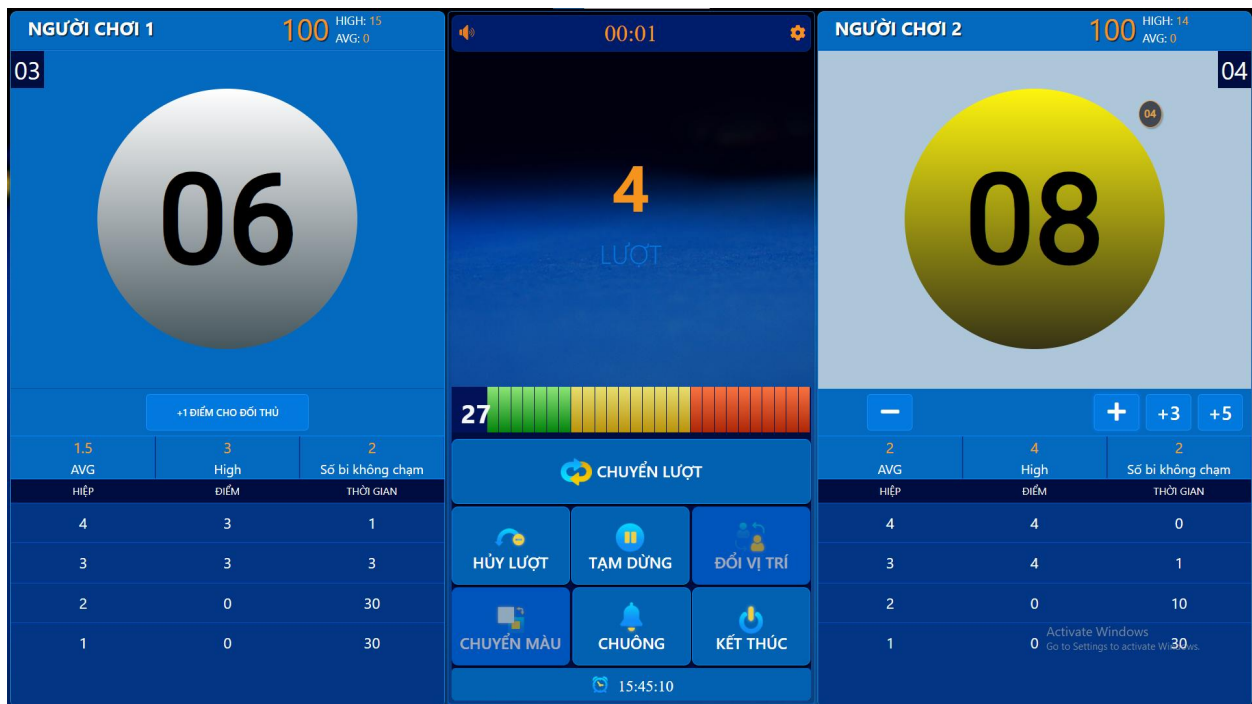 NGƯỜI CHƠI 1
100
HIGH: 15
AVG: 0
03
06
+1 ĐIỂM CHO ĐỐI THỦ
1.5 3 2
AVG High Số bi không chạm
HIỆP ĐIỂM THỜI GIAN
4 3 1
3 3 3
2 0 30
1 0 30
00:01
4
LƯỢT
27
CHUYỂN LƯỢT
HỦY LƯỢT TẠM DỪNG ĐỔI VỊ TRÍ
CHUYỂN MÀU CHUÔNG KẾT THÚC
15:45:10
NGƯỜI CHƠI 2
100
HIGH: 14
AVG: 0
04
04
08
− + +3 +5
2 4 2
AVG High Số bi không chạm
HIỆP ĐIỂM THỜI GIAN
4 4 0
3 4 1
2 0 10
1 0 30
Activate Windows
Go to Settings to activate Windows.